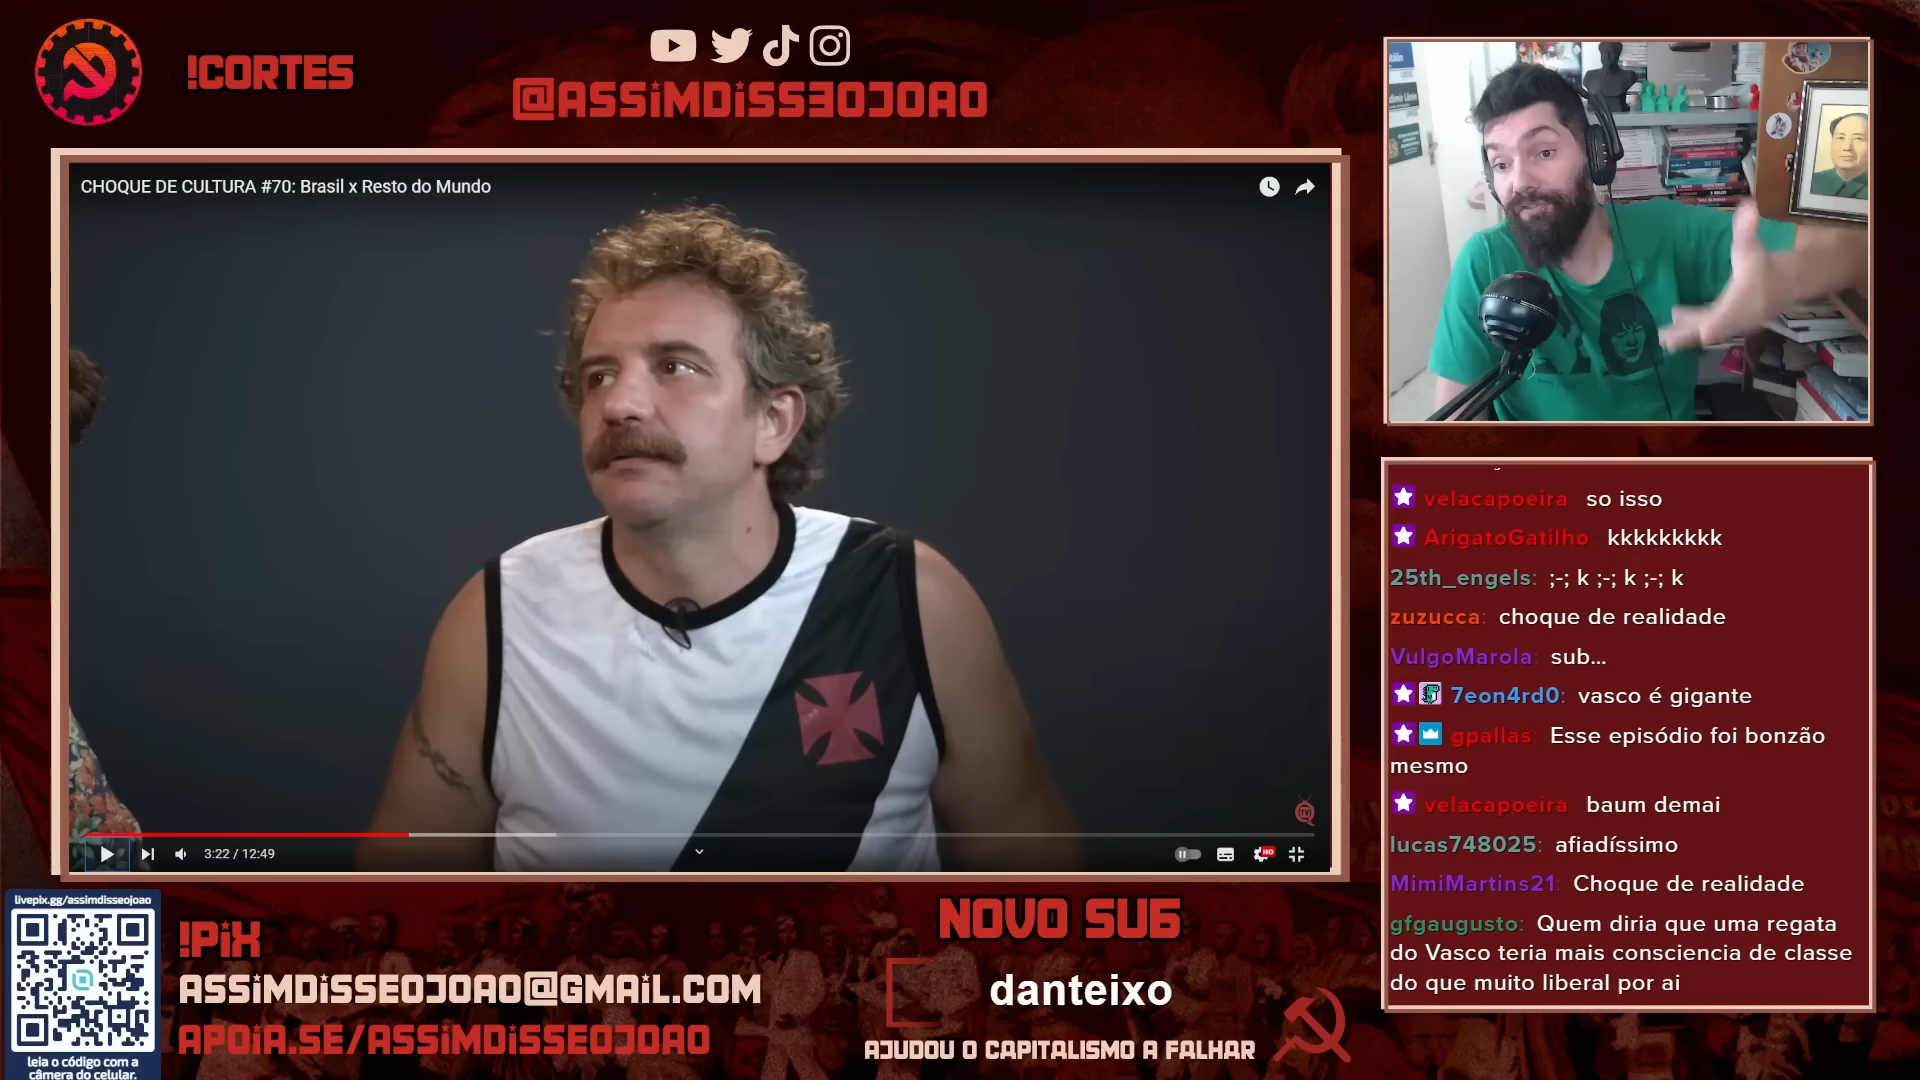 !CORTES
@ASSIMDISSEOJOAO
CHOQUE DE CULTURA #70: Brasil x Resto do Mundo
3:22 / 12:49
HD
velacapoeira so isso
ArigatoGatilho: kkkkkkkkk
25th_engels: ;-; k ;-; k ;-; k
zuzucca: choque de realidade
VulgoMarola: sub...
7eon4rd0: vasco é gigante
gpallas: Esse episódio foi bonzão
mesmo
velacapoeira baum demai
lucas748025: afiadíssimo
MimiMartins21: Choque de realidade
gfgaugusto: Quem diria que uma regata
do Vasco teria mais consciencia de classe
do que muito liberal por ai
livepix.gg/assimdisseojoao
leia o código com a
câmera do celular.
!PIX
ASSIMDISSEOJOAO@GMAIL.COM
APOIA.SE/ASSIMDISSEOJOAO
NOVO SUB
danteixo
AJUDOU O CAPITALISMO A FALHAR